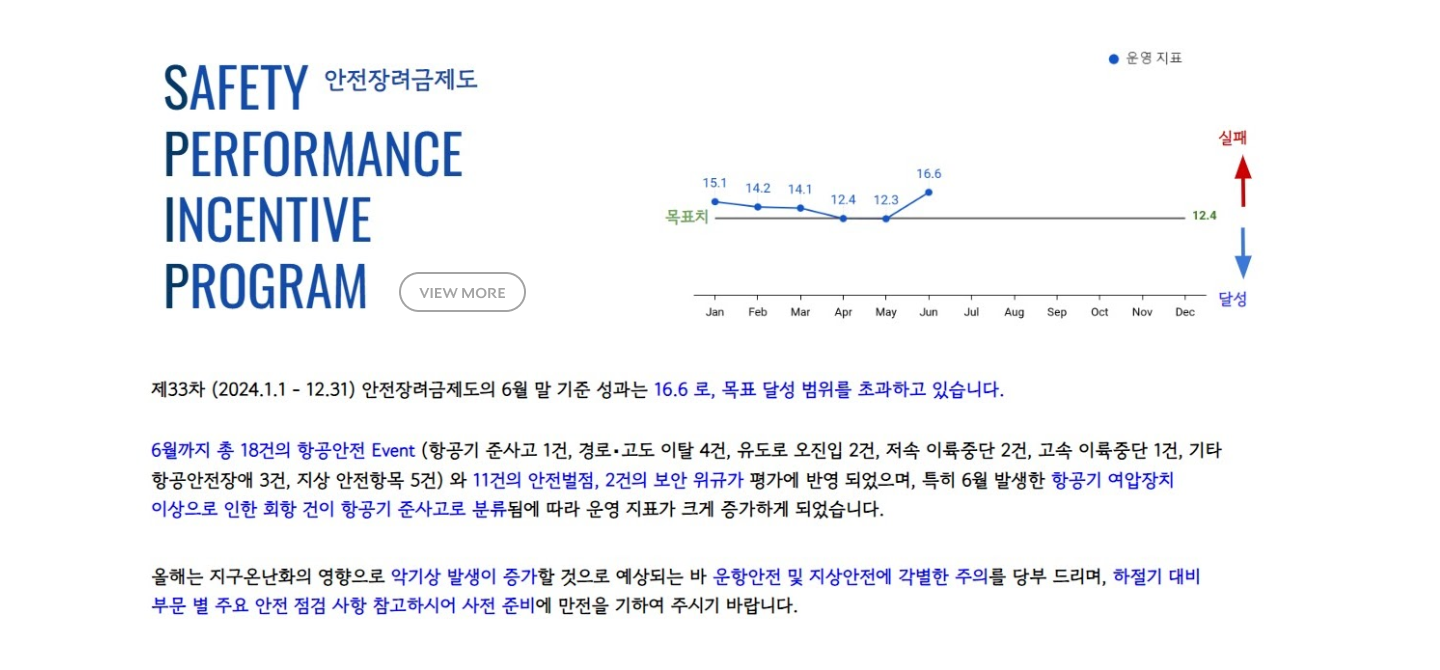 SAFETY 안전장려금제도
PERFORMANCE
INCENTIVE
PROGRAM
VIEW MORE
운영 지표
실패
15.1 14.2 14.1 12.4 12.3 16.6
목표치
12.4
달성
Jan Feb Mar Apr May Jun Jul Aug Sep Oct Nov Dec
제33차 (2024.1.1 - 12.31) 안전장려금제도의 6월 말 기준 성과는 16.6 로, 목표 달성 범위를 초과하고 있습니다.
6월까지 총 18건의 항공안전 Event (항공기 준사고 1건, 경로•고도 이탈 4건, 유도로 오진입 2건, 저속 이륙중단 2건, 고속 이륙중단 1건, 기타
항공안전장애 3건, 지상 안전항목 5건) 와 11건의 안전벌점, 2건의 보안 위규가 평가에 반영 되었으며, 특히 6월 발생한 항공기 여압장치
이상으로 인한 회항 건이 항공기 준사고로 분류됨에 따라 운영 지표가 크게 증가하게 되었습니다.
올해는 지구온난화의 영향으로 악기상 발생이 증가할 것으로 예상되는 바 운항안전 및 지상안전에 각별한 주의를 당부 드리며, 하절기 대비
부문 별 주요 안전 점검 사항 참고하시어 사전 준비에 만전을 기하여 주시기 바랍니다.